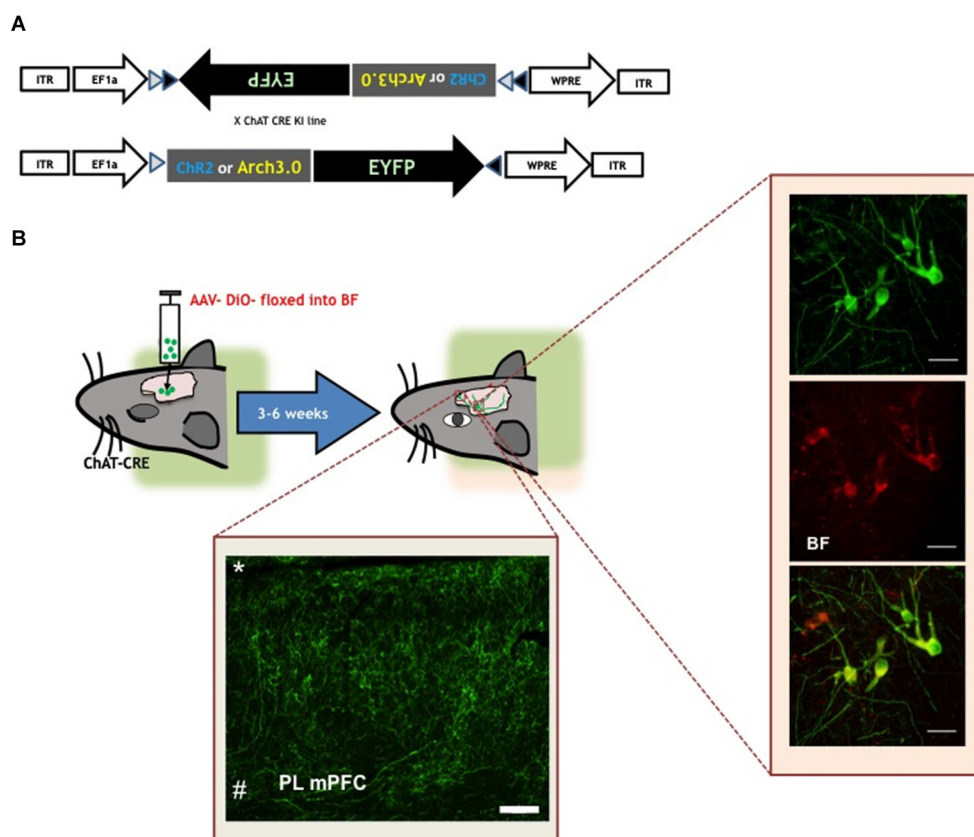 A
ITR EF1a EYFP ChR2 or Arch3.0 WPRE ITR
X ChAT CRE KI line
ITR EF1a ChR2 or Arch3.0 EYFP WPRE ITR
B
AAV- DiO- floxed into BF
3-6 weeks
ChAT-CRE
BF
*
PL mPFC
#